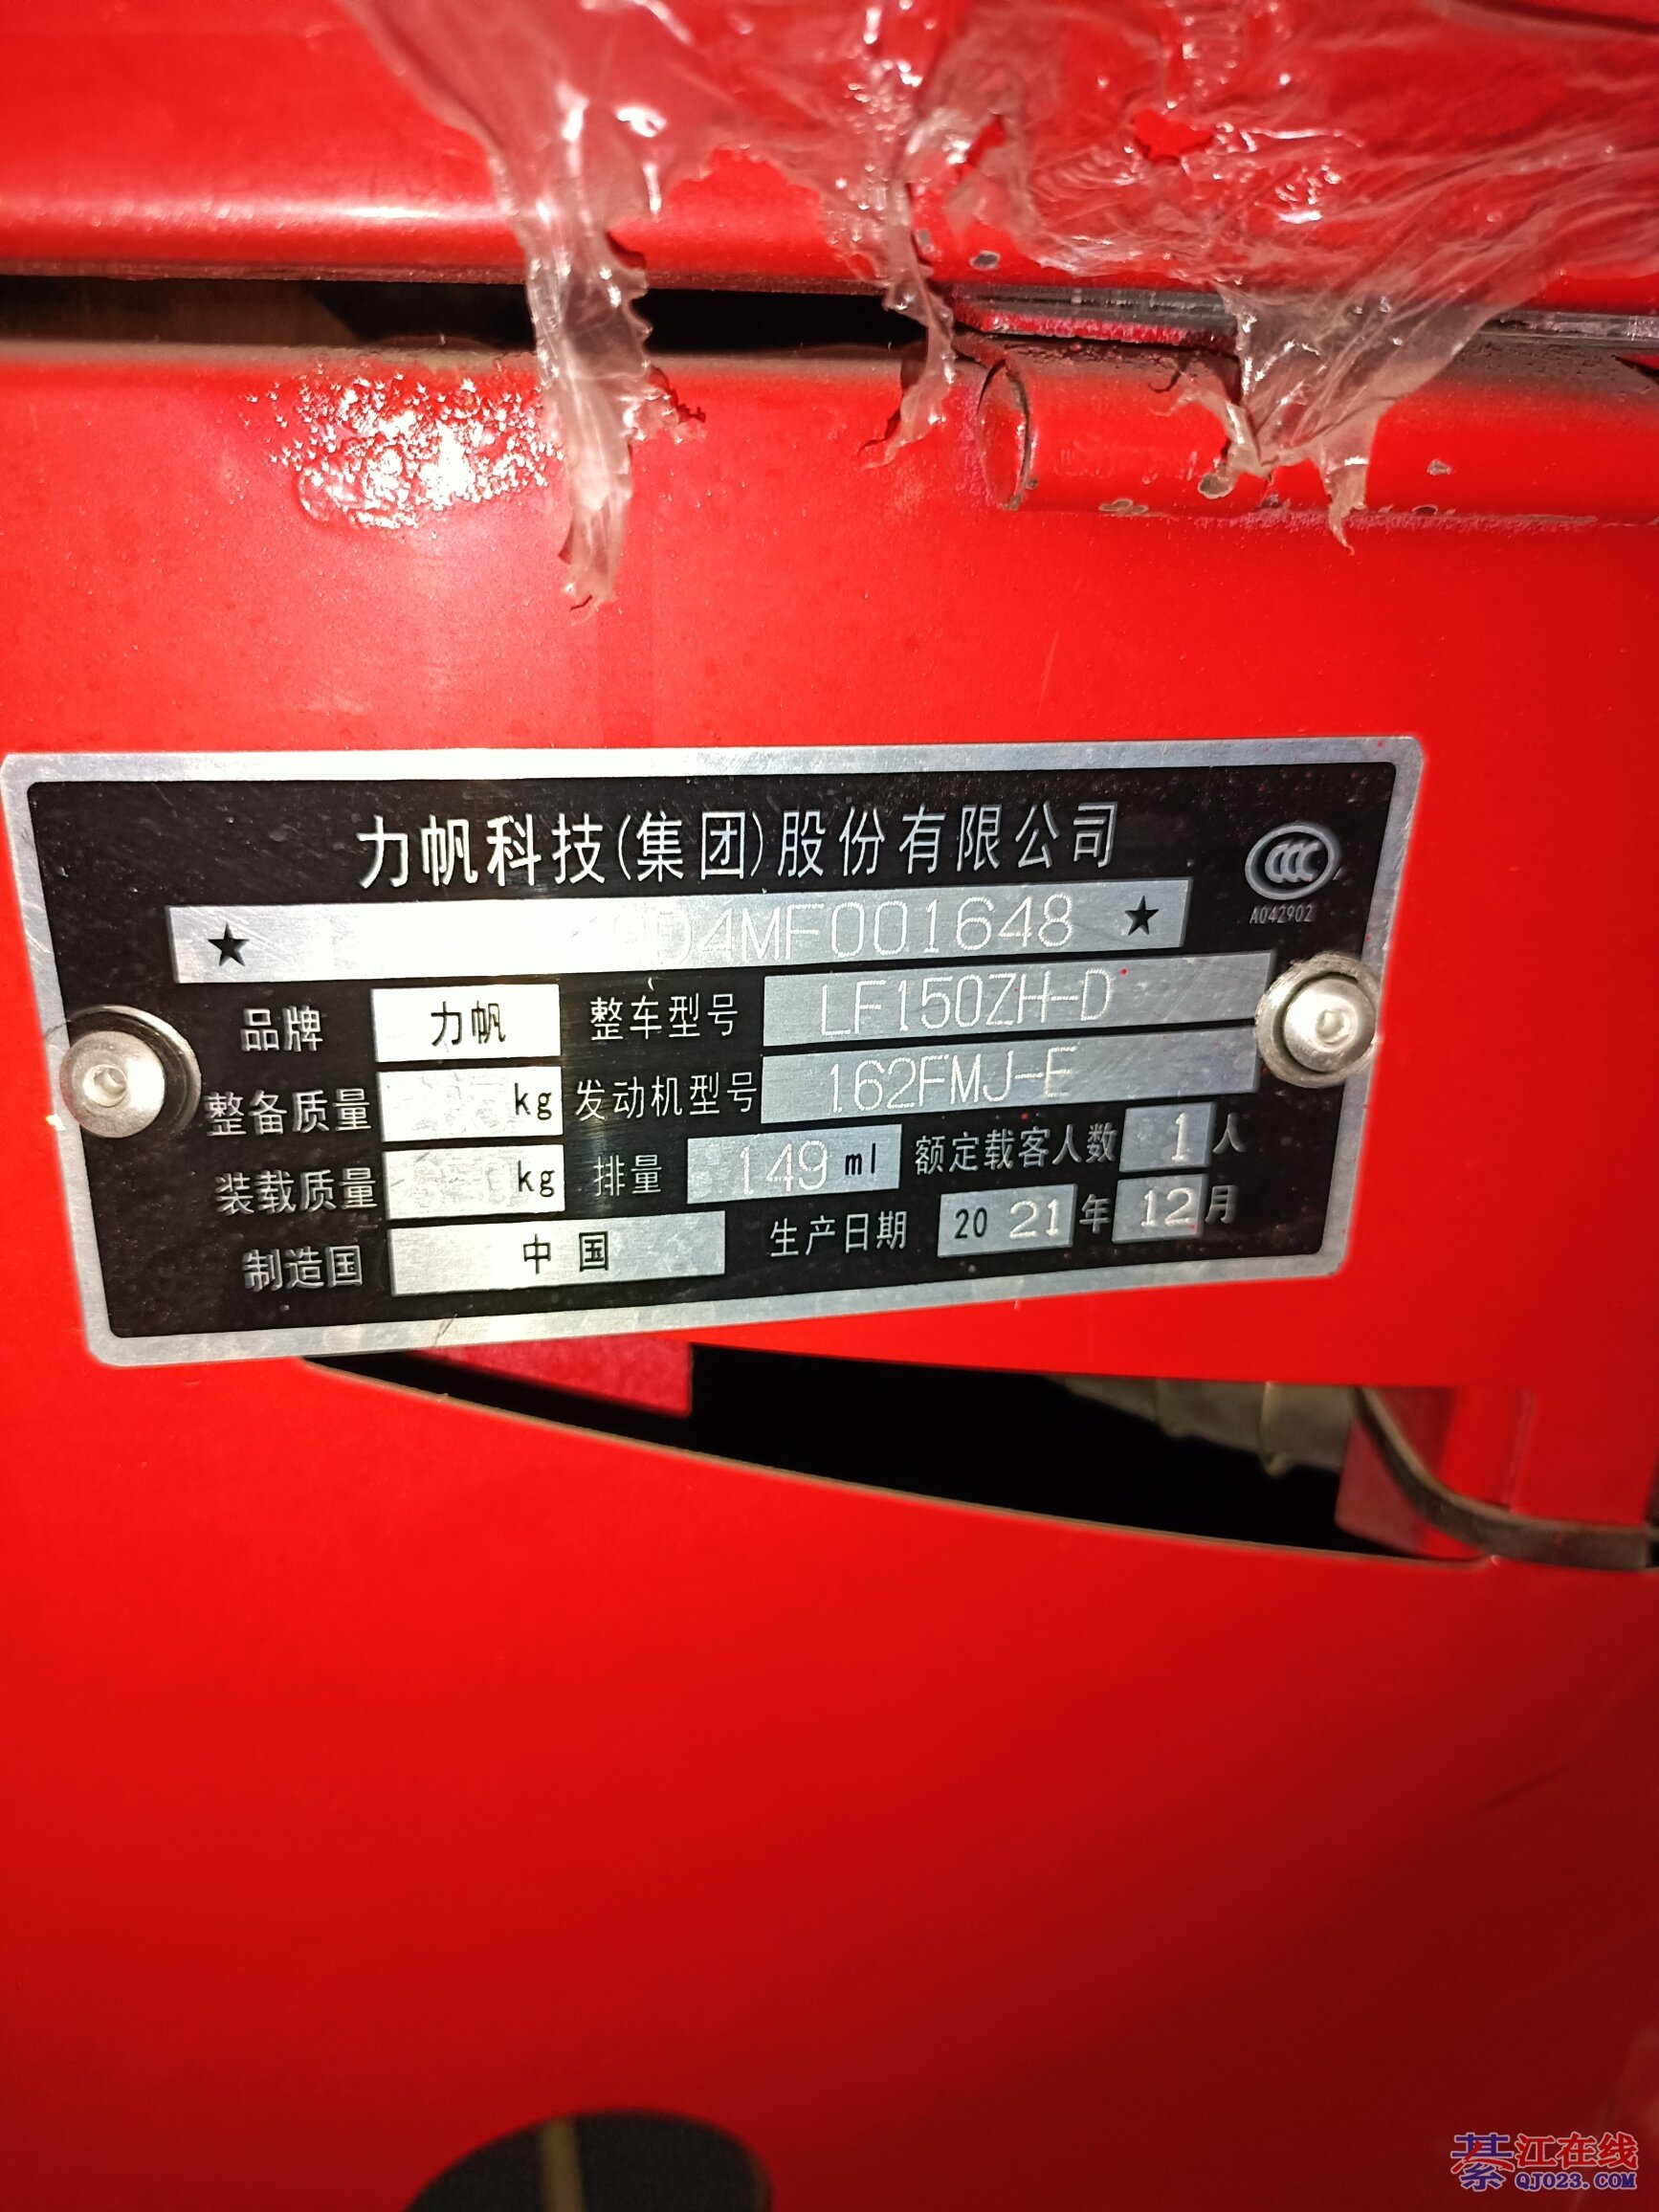 力帆科技(集团)股份有限公司
CCC
A042902
★ D4MF001648 ★
品牌 力帆 整车型号 LF150ZH-D
整备质量 kg 发动机型号 162FMJ-E
装载质量 kg 排量 149 ml 额定载客人数 1 人
制造国 中国 生产日期 20 21 年 12 月
綦江在线
QJ023.COM